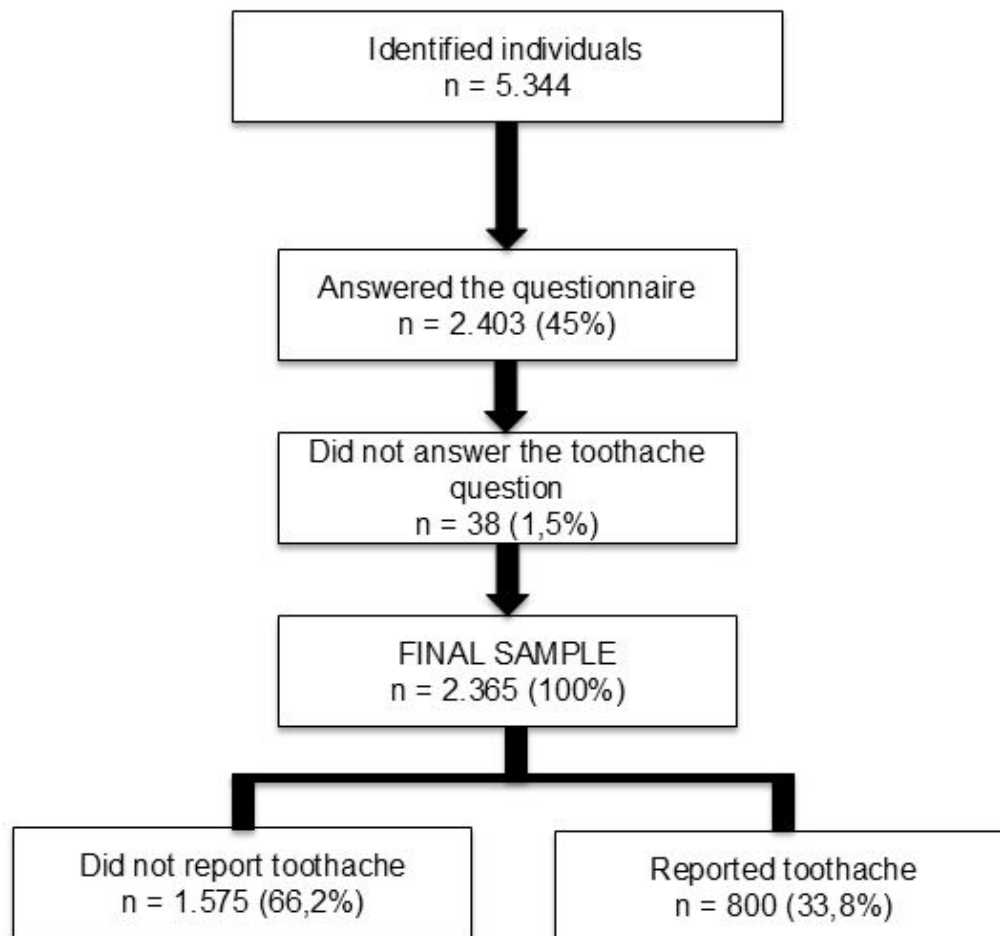 Identified individuals
n = 5.344
Answered the questionnaire
n = 2.403 (45%)
Did not answer the toothache
question
n = 38 (1,5%)
FINAL SAMPLE
n = 2.365 (100%)
Did not report toothache
n = 1.575 (66,2%)
Reported toothache
n = 800 (33,8%)